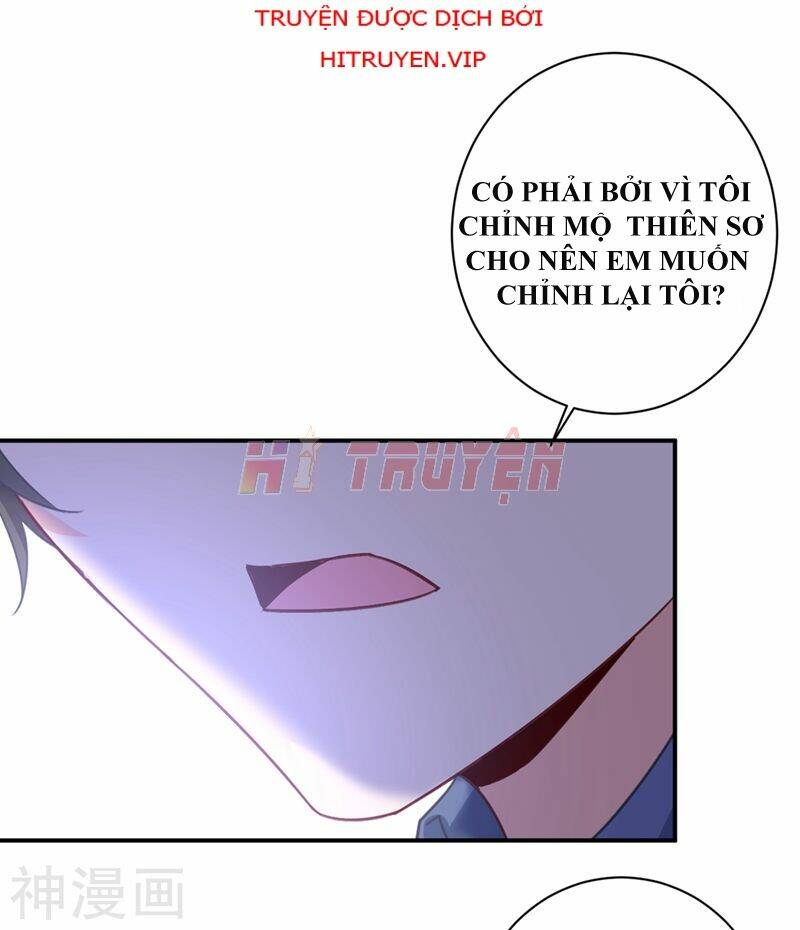 TRUYỆN ĐƯỢC DỊCH BỞI
HITRUYEN.VIP
CÓ PHẢI BỞI VÌ TÔI
CHỈNH MỘ THIÊN SƠ
CHO NÊN EM MUỐN
CHỈNH LẠI TÔI?
HI TRUYỆN
神漫画